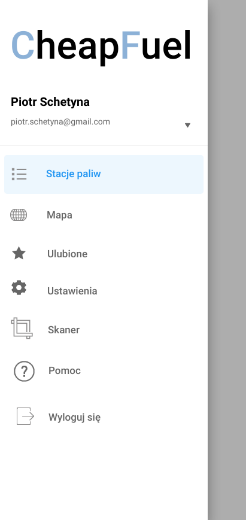 CheapFuel
Piotr Schetyna
piotr.schetyna@gmail.com
Stacje paliw
Mapa
Ulubione
Ustawienia
Skaner
Pomoc
Wyloguj się